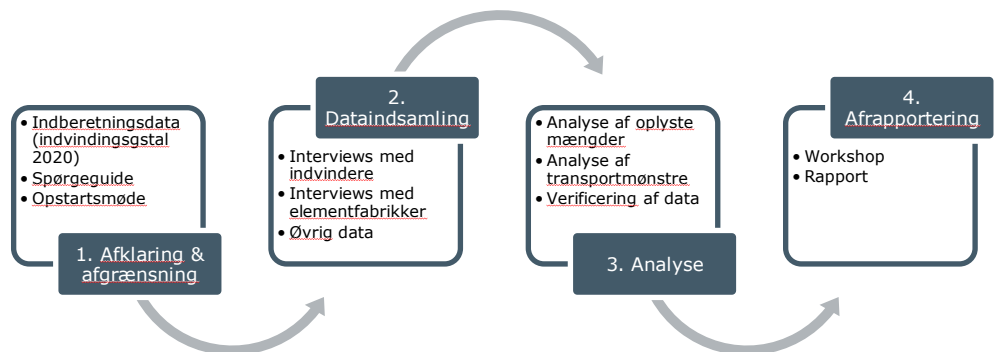 • Indberetningsdata
(indvindingsgstal
2020)
• Spørgeguide
• Opstartsmøde
1. Afklaring &
afgrænsning
2.
Dataindsamling
• Interviews med
indvindere
• Interviews med
elementfabrikker
• Øvrig data
• Analyse af oplyste
mængder
• Analyse af
transportmønstre
• Verificering af data
3. Analyse
4.
Afrapportering
• Workshop
• Rapport